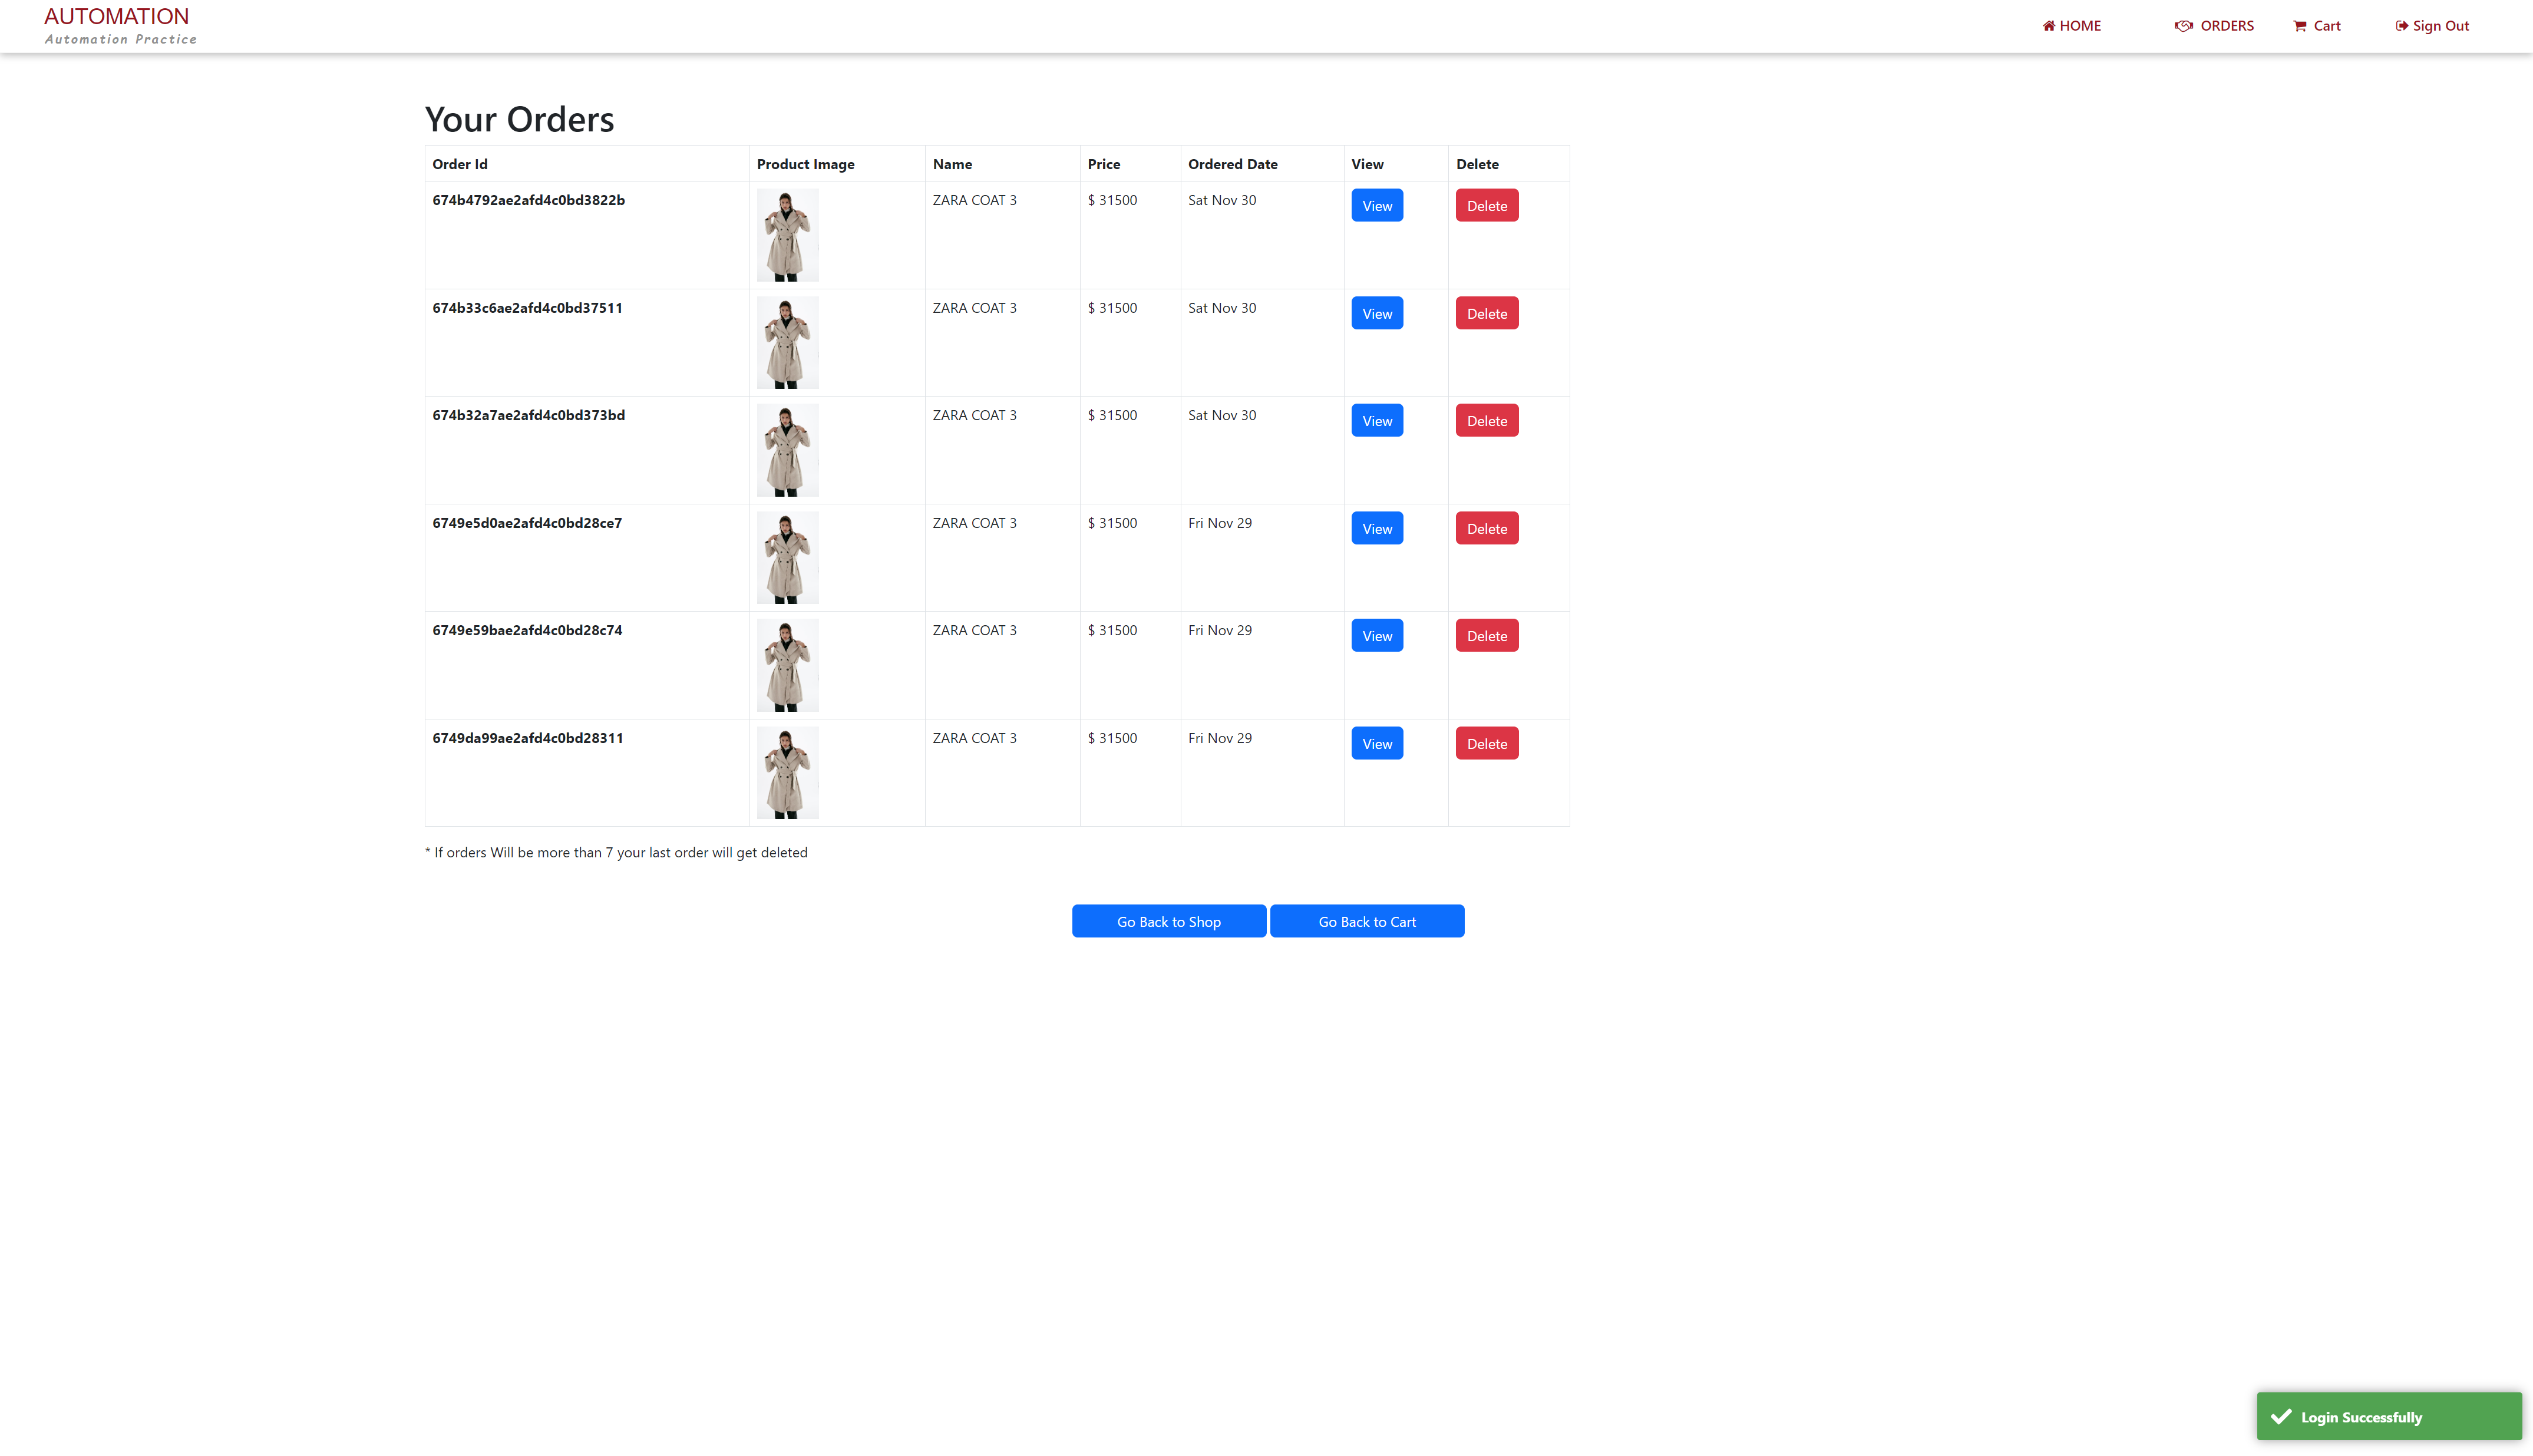 AUTOMATION
Automation Practice
HOME ORDERS Cart Sign Out
Your Orders
Order Id Product Image Name Price Ordered Date View Delete
674b4792ae2afd4c0bd3822b ZARA COAT 3 $ 31500 Sat Nov 30 View Delete
674b33c6ae2afd4c0bd37511 ZARA COAT 3 $ 31500 Sat Nov 30 View Delete
674b32a7ae2afd4c0bd373bd ZARA COAT 3 $ 31500 Sat Nov 30 View Delete
6749e5d0ae2afd4c0bd28ce7 ZARA COAT 3 $ 31500 Fri Nov 29 View Delete
6749e59bae2afd4c0bd28c74 ZARA COAT 3 $ 31500 Fri Nov 29 View Delete
6749da99ae2afd4c0bd28311 ZARA COAT 3 $ 31500 Fri Nov 29 View Delete
* If orders Will be more than 7 your last order will get deleted
Go Back to Shop Go Back to Cart
Login Successfully